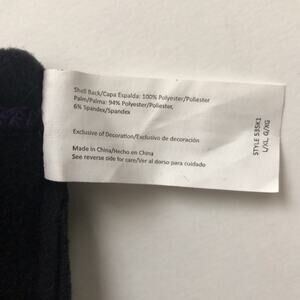 Shell Back/Capa Espalda: 100% Polyester/Poliester
Palm/Palma: 94% Polyester/Poliester,
6% Spandex/Spandex
Exclusive of Decoration/Exclusivo de decoración
Made in China/Hecho en China
See reverse side for care/Ver al dorso para cuidado
STYLE 535K1
L/XL, G/XG